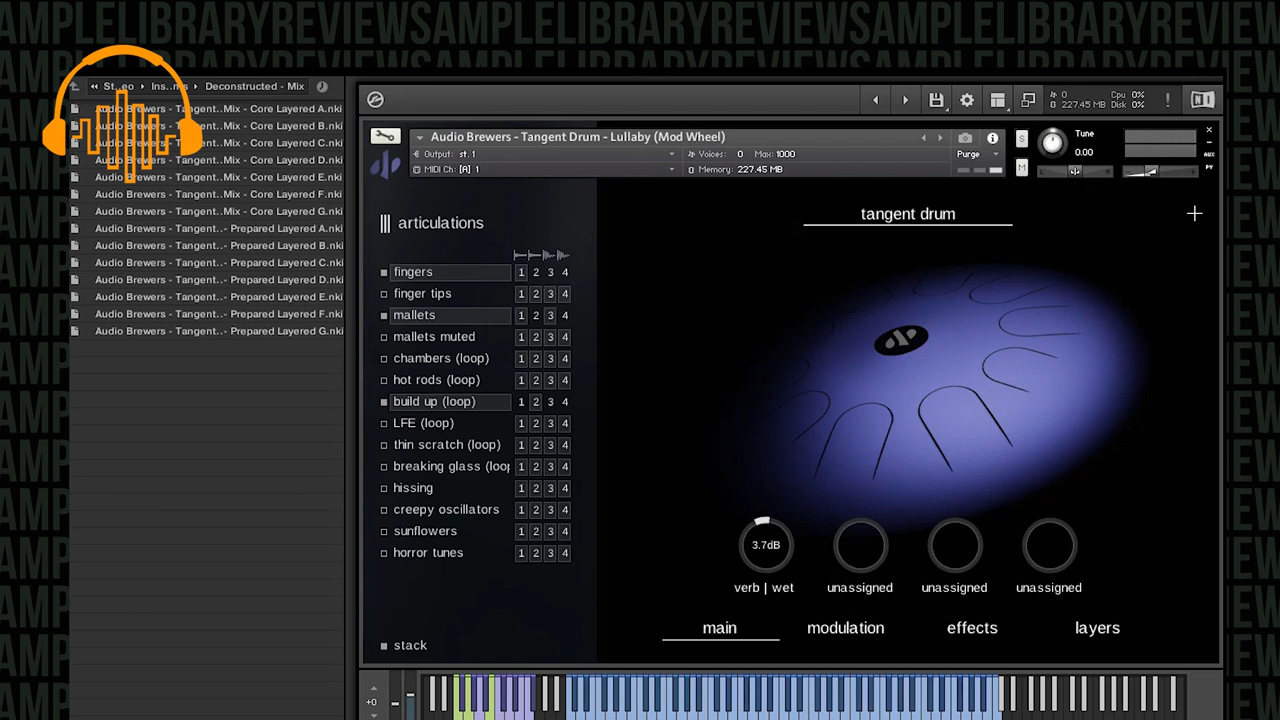 AMPLELIBRARYREVIEWSAMPLELIBRARYREVIEWSAMPLELIBRARYREVIEW
St..eo Ins..ms Deconstructed - Mix
Audio Brewers - Tangent..Mix - Core Layered A.nki
Audio Brewers - Tangent..Mix - Core Layered B.nki
Audio Brewers - Tangent..Mix - Core Layered C.nki
Audio Brewers - Tangent..Mix - Core Layered D.nki
Audio Brewers - Tangent..Mix - Core Layered E.nki
Audio Brewers - Tangent..Mix - Core Layered F.nki
Audio Brewers - Tangent..Mix - Core Layered G.nki
Audio Brewers - Tangent..- Prepared Layered A.nki
Audio Brewers - Tangent..- Prepared Layered B.nki
Audio Brewers - Tangent..- Prepared Layered C.nki
Audio Brewers - Tangent..- Prepared Layered D.nki
Audio Brewers - Tangent..- Prepared Layered E.nki
Audio Brewers - Tangent..- Prepared Layered F.nki
Audio Brewers - Tangent..- Prepared Layered G.nki
0 Cpu 0%
227.45 MB Disk 0%
!
Audio Brewers - Tangent Drum - Lullaby (Mod Wheel)
Output: st.1 Voices: 0 Max: 1000 Purge
MIDI Ch: [A] 1 Memory: 227.45 MB
S
M
Tune
0.00
L R
AUX
PV
articulations
fingers 1 2 3 4
finger tips 1 2 3 4
mallets 1 2 3 4
mallets muted 1 2 3 4
chambers (loop) 1 2 3 4
hot rods (loop) 1 2 3 4
build up (loop) 1 2 3 4
LFE (loop) 1 2 3 4
thin scratch (loop) 1 2 3 4
breaking glass (loop 1 2 3 4
hissing 1 2 3 4
creepy oscillators 1 2 3 4
sunflowers 1 2 3 4
horror tunes 1 2 3 4
stack
tangent drum
+
3.7dB
verb | wet unassigned unassigned unassigned
main modulation effects layers
+0